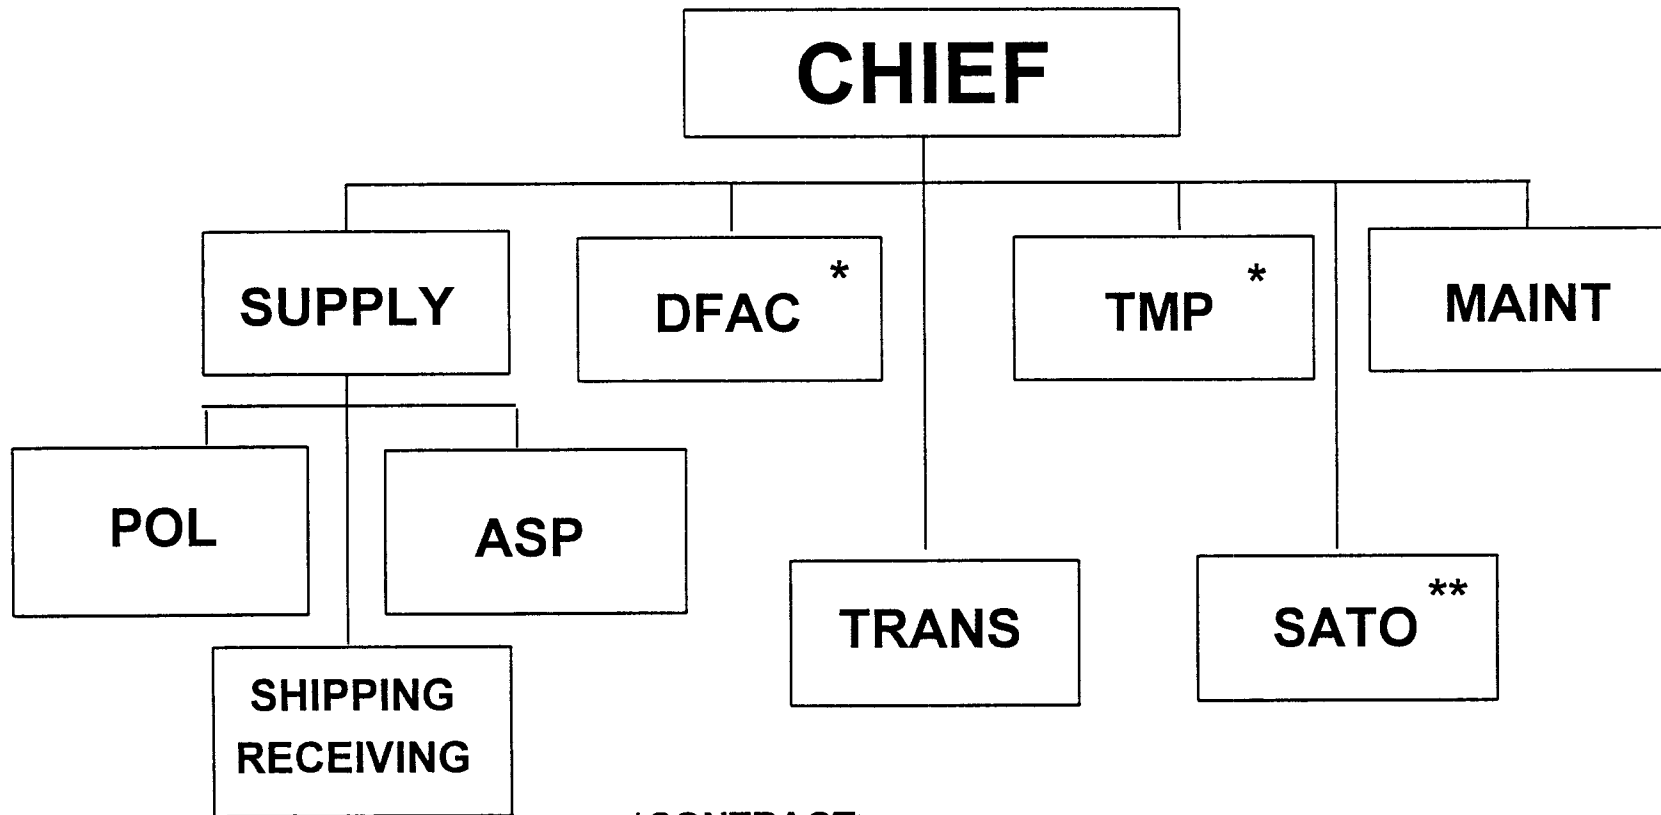 CHIEF
SUPPLY
DFAC *
TMP *
MAINT
POL
ASP
TRANS
SATO **
SHIPPING
RECEIVING